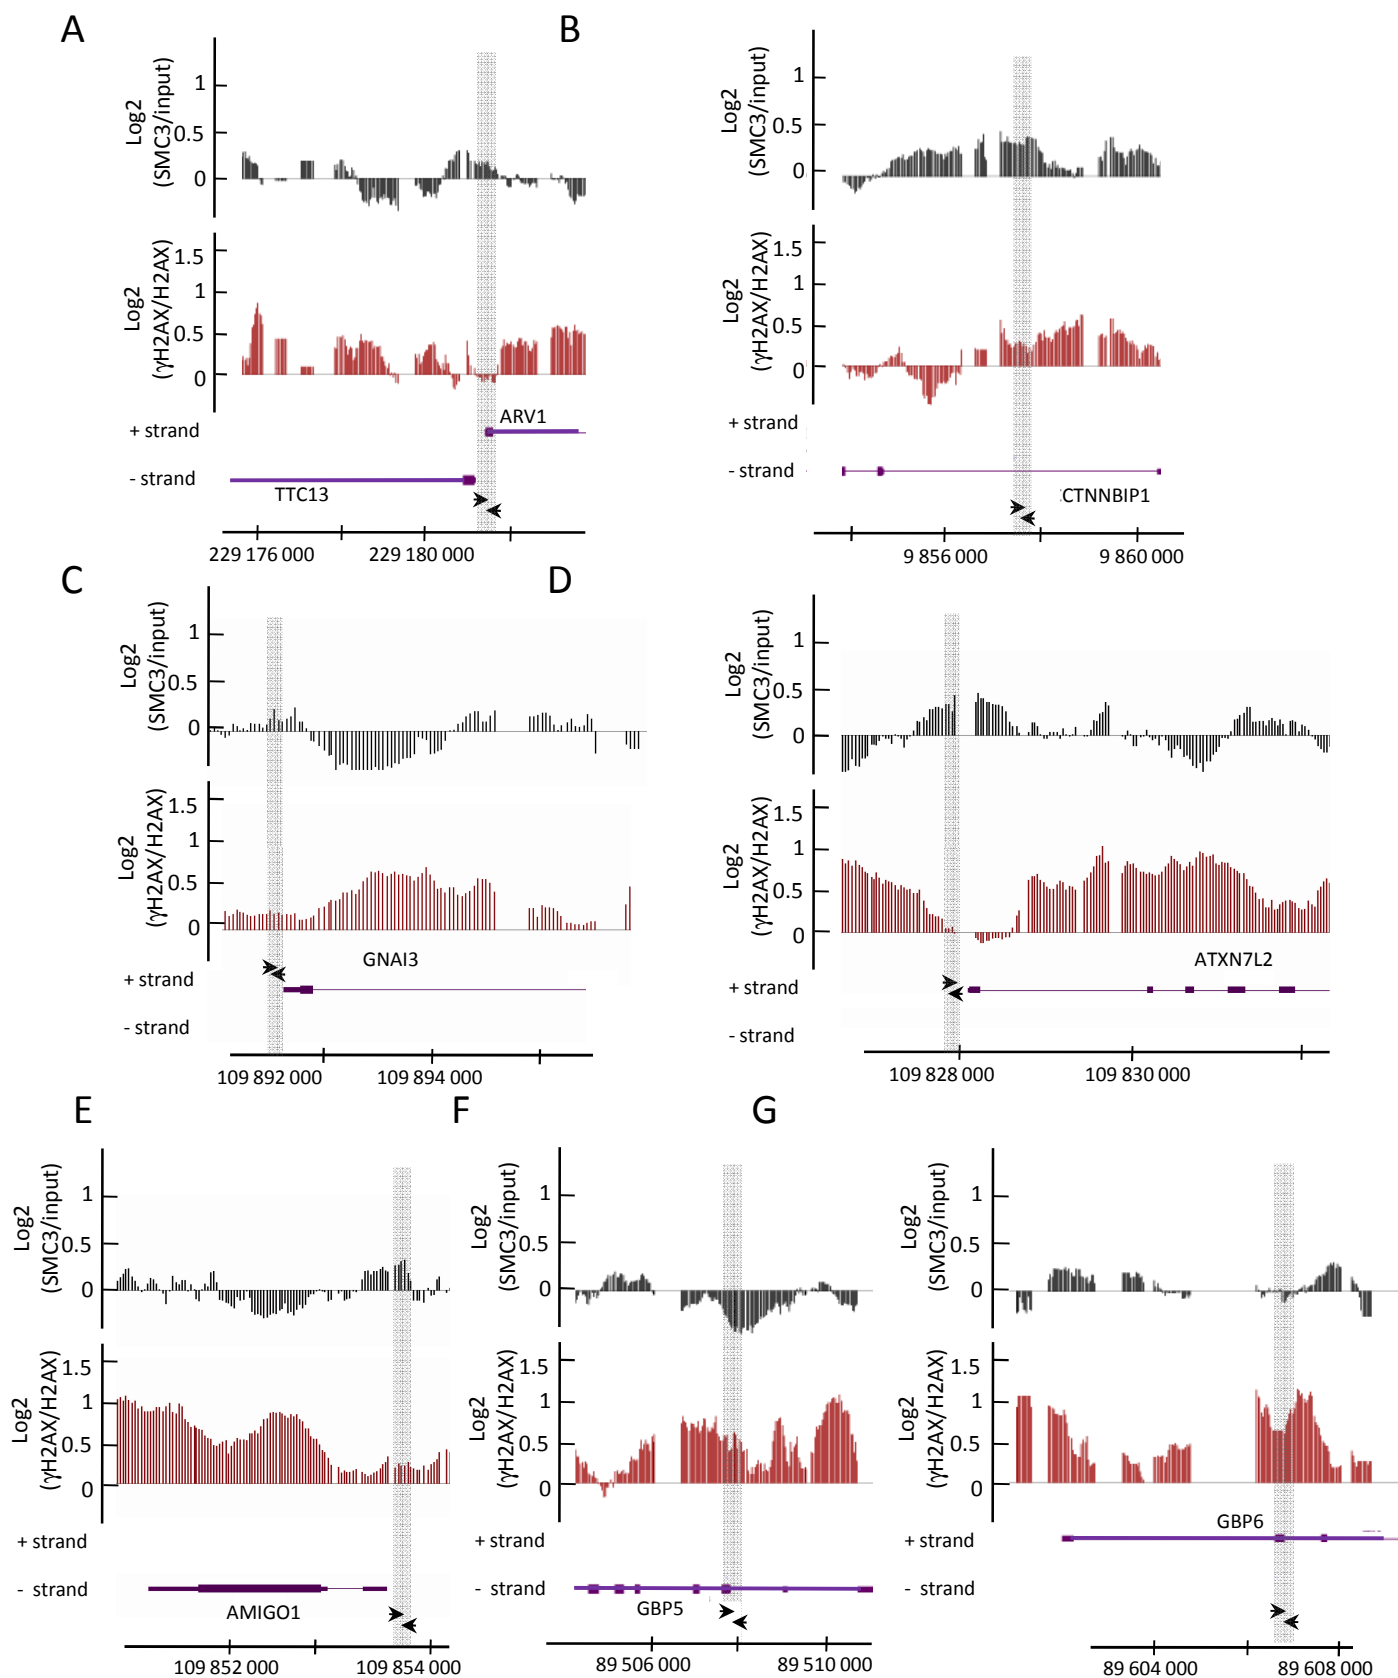 A
Log2
(SMC3/input)
1
0.5
0
Log2
(γH2AX/H2AX)
1.5
1
0.5
0
ARV1
+ strand
- strand
TTC13
229 176 000
229 180 000
B
Log2
(SMC3/input)
1
0.5
0
Log2
(γH2AX/H2AX)
1.5
1
0.5
0
+ strand
- strand
CTNNBIP1
9 856 000
9 860 000
C
Log2
(SMC3/input)
1
0.5
0
Log2
(γH2AX/H2AX)
1.5
1
0.5
0
GNAI3
+ strand
- strand
109 892 000
109 894 000
D
Log2
(SMC3/input)
1
0.5
0
Log2
(γH2AX/H2AX)
1.5
1
0.5
0
ATXN7L2
+ strand
- strand
109 828 000
109 830 000
E
Log2
(SMC3/input)
1
0.5
0
Log2
(γH2AX/H2AX)
1.5
1
0.5
0
+ strand
- strand
AMIGO1
109 852 000
109 854 000
F
Log2
(SMC3/input)
1
0.5
0
Log2
(γH2AX/H2AX)
1.5
1
0.5
0
+ strand
- strand
GBP5
89 506 000
89 510 000
G
Log2
(SMC3/input)
1
0.5
0
Log2
(γH2AX/H2AX)
1.5
1
0.5
0
GBP6
+ strand
- strand
89 604 000
89 608 000